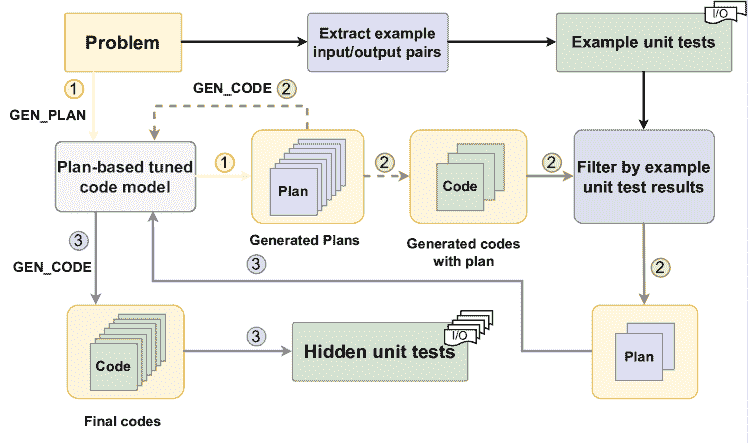 Problem
Extract example
input/output pairs
Example unit tests
I/O
1
GEN_PLAN
GEN_CODE
2
Plan-based tuned
code model
1
Plan
Generated Plans
2
Code
Generated codes
with plan
2
Filter by example
unit test results
3
GEN_CODE
3
2
Code
Final codes
3
Hidden unit tests
I/O
Plan